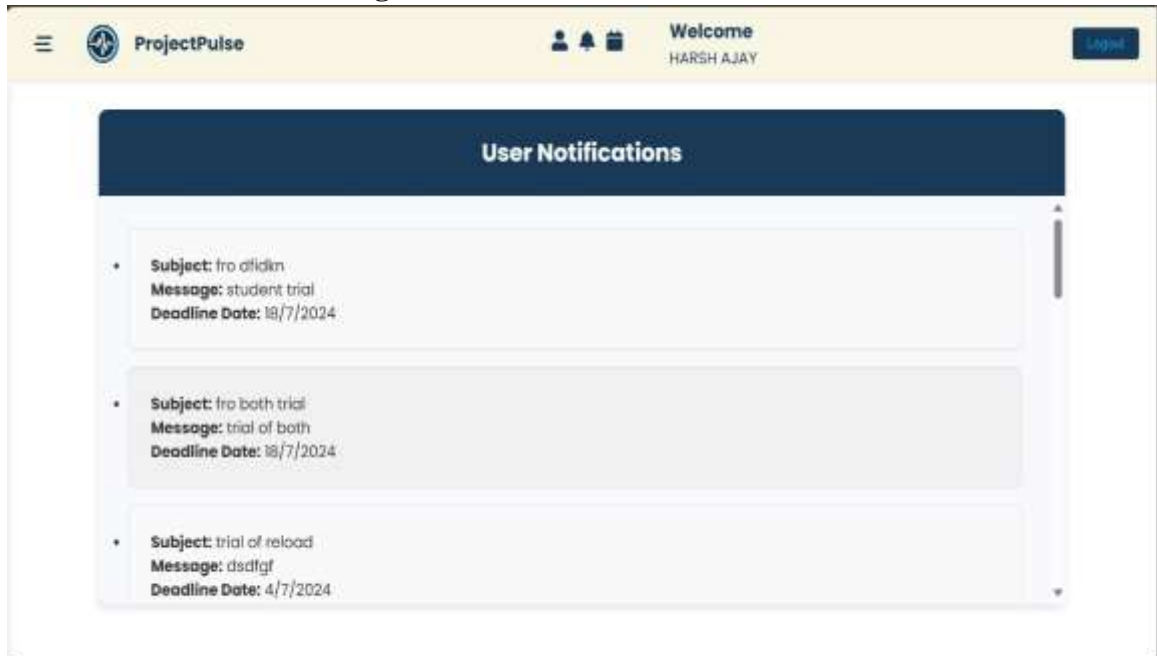 ProjectPulse
Welcome
HARSH AJAY
Logout
User Notifications
Subject: fro dfidkn
Message: student trial
Deadline Date: 18/7/2024
Subject: fro both trial
Message: trial of both
Deadline Date: 18/7/2024
Subject: trial of reload
Message: dsdfgf
Deadline Date: 4/7/2024